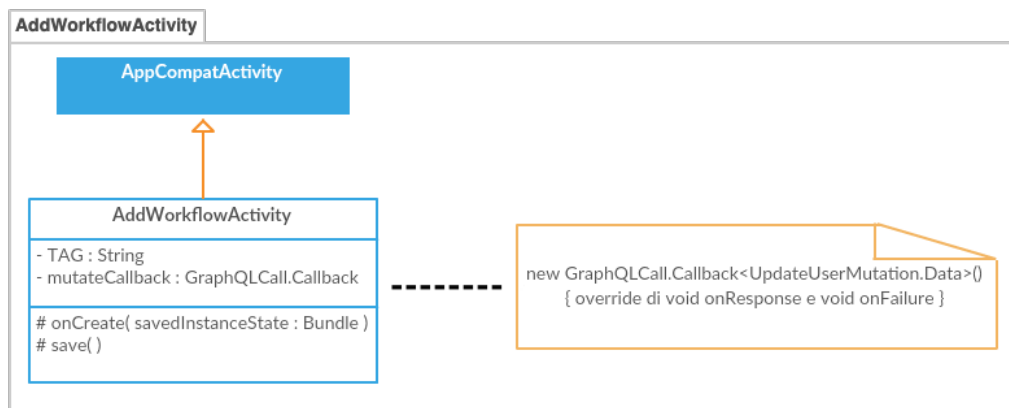 AddWorkflowActivity
AppCompatActivity
AddWorkflowActivity
- TAG : String
- mutateCallback : GraphQLCall.Callback
# onCreate( savedInstanceState : Bundle )
# save( )
new GraphQLCall.Callback<UpdateUserMutation.Data>()
{ override di void onResponse e void onFailure }